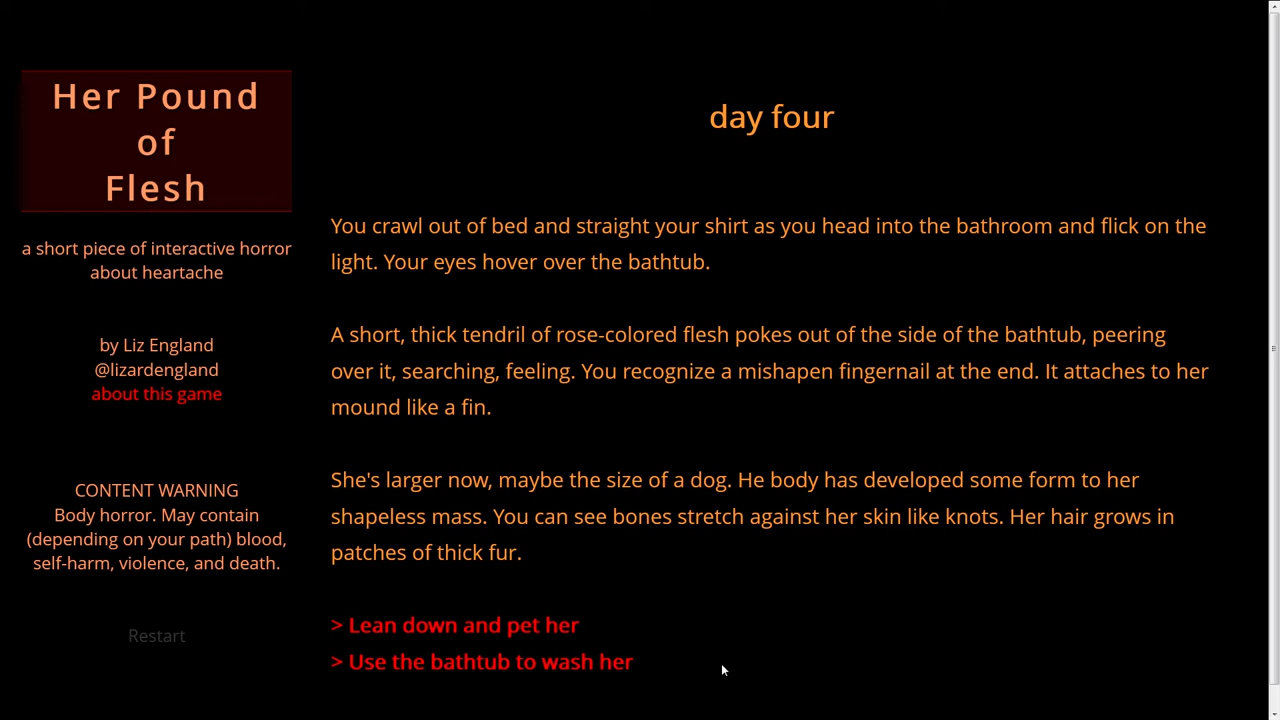 Her Pound
of
Flesh
a short piece of interactive horror
about heartache
by Liz England
@lizardengland
about this game
CONTENT WARNING
Body horror. May contain
(depending on your path) blood,
self-harm, violence, and death.
Restart
day four
You crawl out of bed and straight your shirt as you head into the bathroom and flick on the
light. Your eyes hover over the bathtub.
A short, thick tendril of rose-colored flesh pokes out of the side of the bathtub, peering
over it, searching, feeling. You recognize a mishapen fingernail at the end. It attaches to her
mound like a fin.
She's larger now, maybe the size of a dog. He body has developed some form to her
shapeless mass. You can see bones stretch against her skin like knots. Her hair grows in
patches of thick fur.
> Lean down and pet her
> Use the bathtub to wash her